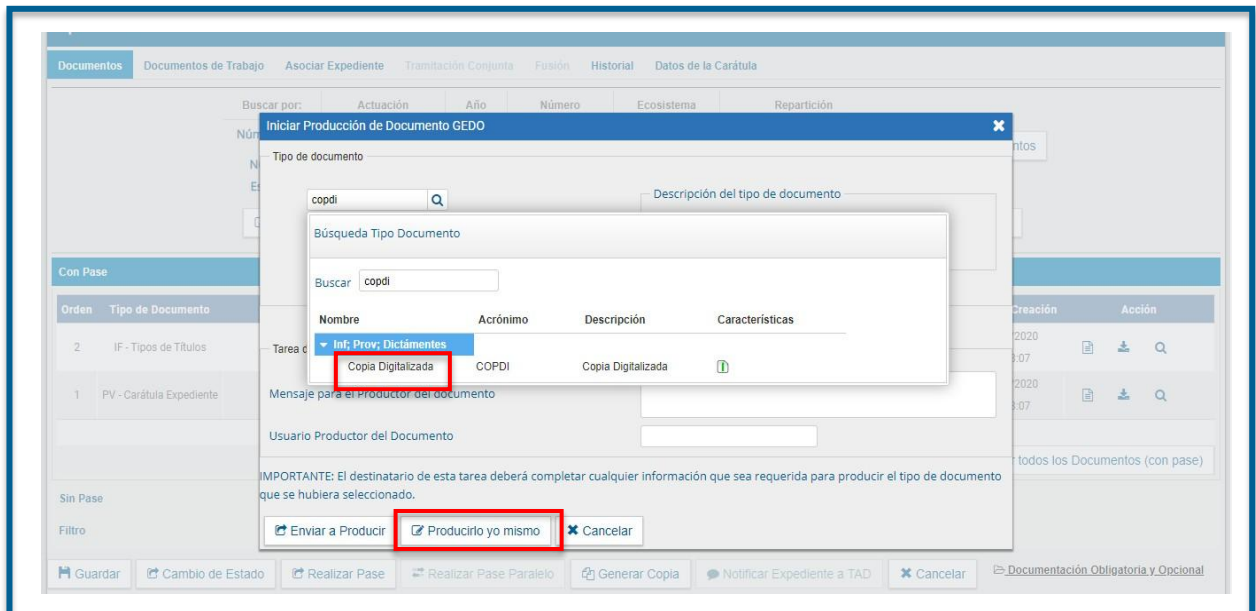 Documentos Documentos de Trabajo Asociar Expediente Tramitación Conjunta Fusión Historial Datos de la Carátula
Buscar por: Actuación Año Número Ecosistema Repartición
Iniciar Producción de Documento GEDO
Tipo de documento
copdi
Descripción del tipo de documento
Búsqueda Tipo Documento
Buscar copdi
Nombre Acrónimo Descripción Características
Inf; Prov; Dictámentes
Copia Digitalizada COPDI Copia Digitalizada
Con Pase
Orden Tipo de Documento Creación Acción
2 IF - Tipos de Títulos
1 PV - Carátula Expediente
Mensaje para el Productor del documento
Usuario Productor del Documento
todos los Documentos (con pase)
IMPORTANTE: El destinatario de esta tarea deberá completar cualquier información que sea requerida para producir el tipo de documento
que se hubiera seleccionado.
Sin Pase
Filtro
Enviar a Producir Producirlo yo mismo Cancelar
Guardar Cambio de Estado Realizar Pase Realizar Pase Paralelo Generar Copia Notificar Expediente a TAD Cancelar Documentación Obligatoria y Opcional